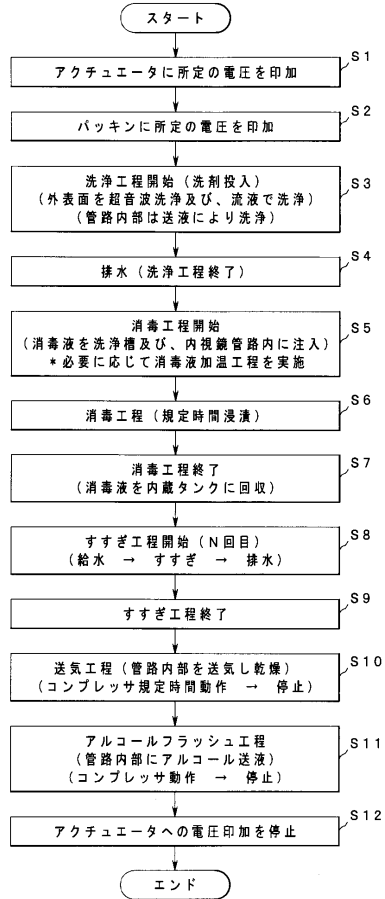 スタート
S1
アクチュエータに所定の電圧を印加
S2
パッキンに所定の電圧を印加
S3
洗浄工程開始（洗剤投入）
（外表面を超音波洗浄及び、流液で洗浄）
（管路内部は送液により洗浄）
S4
排水（洗浄工程終了）
S5
消毒工程開始
（消毒液を洗浄槽及び、内視鏡管路内に注入）
＊必要に応じて消毒液加温工程を実施
S6
消毒工程（規定時間浸漬）
S7
消毒工程終了
（消毒液を内蔵タンクに回収）
S8
すすぎ工程開始（N回目）
（給水 → すすぎ → 排水）
S9
すすぎ工程終了
S10
送気工程（管路内部を送気し乾燥）
（コンプレッサ規定時間動作 → 停止）
S11
アルコールフラッシュ工程
（管路内部にアルコール送液）
（コンプレッサ動作 → 停止）
S12
アクチュエータへの電圧印加を停止
エンド